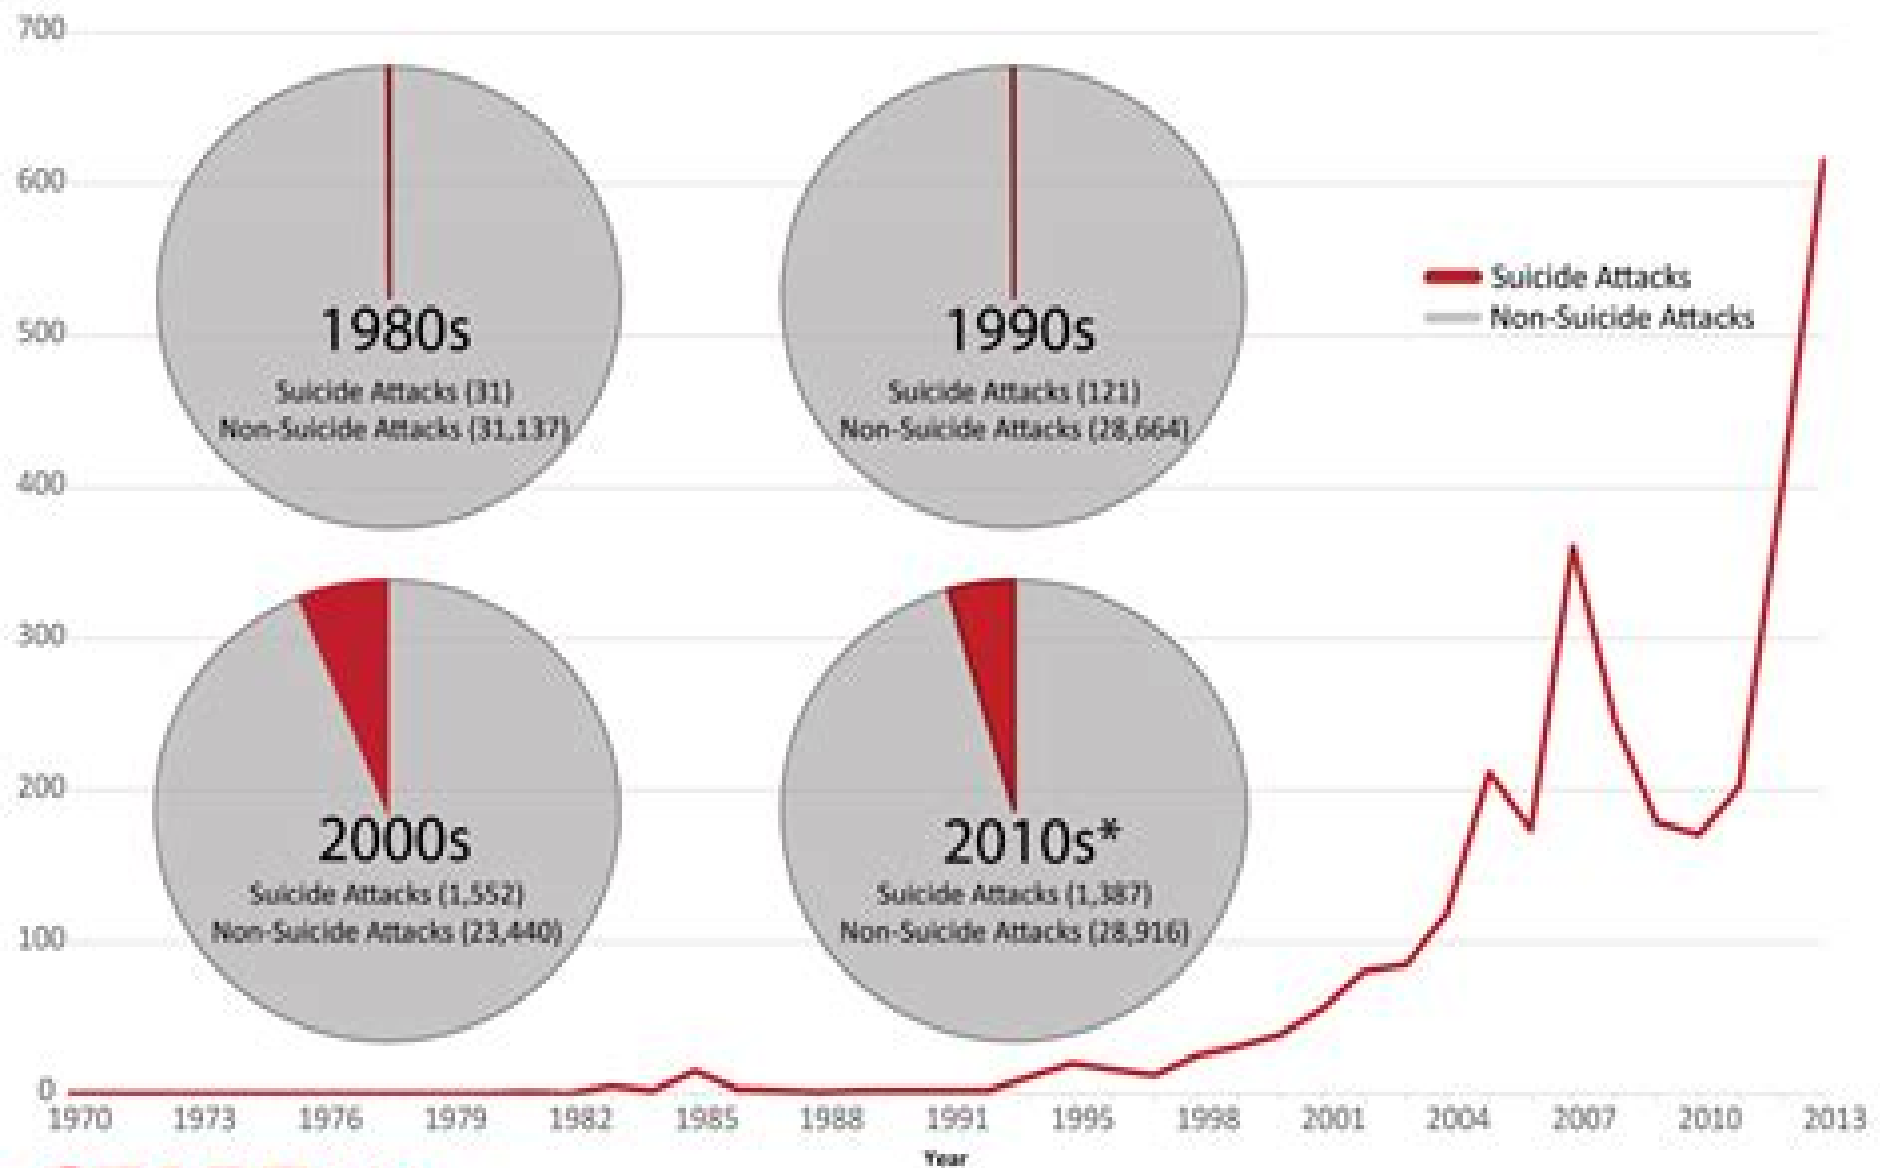 700
600
500
400
300
200
100
0
1980s
Suicide Attacks (31)
Non-Suicide Attacks (31,137)
1990s
Suicide Attacks (121)
Non-Suicide Attacks (28,664)
Suicide Attacks
Non-Suicide Attacks
2000s
Suicide Attacks (1,552)
Non-Suicide Attacks (23,440)
2010s*
Suicide Attacks (1,387)
Non-Suicide Attacks (28,916)
1970 1973 1976 1979 1982 1985 1988 1991 1995 1998 2001 2004 2007 2010 2013
Year